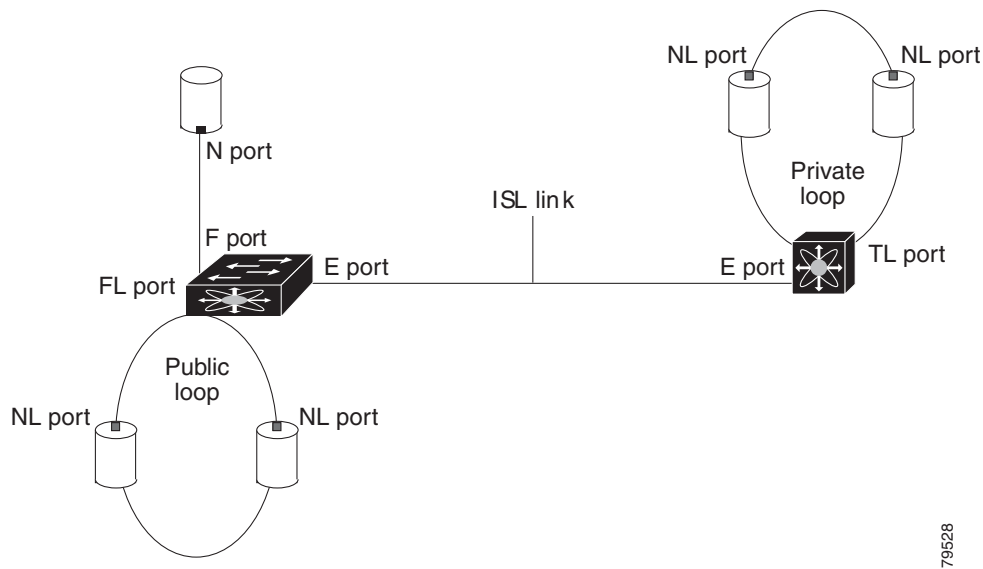 NL port
NL port
N port
Private
loop
ISL link
F port
E port
E port
TL port
FL port
Public
loop
NL port
NL port
79528